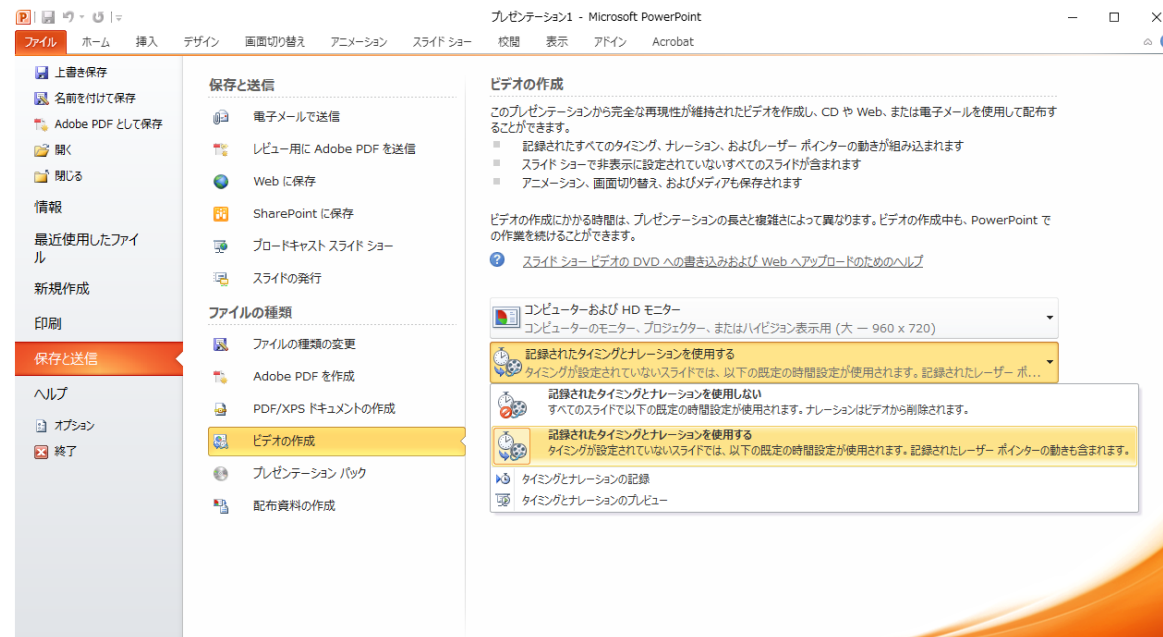 プレゼンテーション1 - Microsoft PowerPoint
ファイル ホーム 挿入 デザイン 画面切り替え アニメーション スライド ショー 校閲 表示 アドイン Acrobat
上書き保存
名前を付けて保存
Adobe PDF として保存
開く
閉じる
情報
最近使用したファイ
ル
新規作成
印刷
保存と送信
ヘルプ
オプション
終了
保存と送信
電子メールで送信
レビュー用に Adobe PDF を送信
Web に保存
SharePoint に保存
ブロードキャスト スライド ショー
スライドの発行
ファイルの種類
ファイルの種類の変更
Adobe PDF を作成
PDF/XPS ドキュメントの作成
ビデオの作成
プレゼンテーション パック
配布資料の作成
ビデオの作成
このプレゼンテーションから完全な再現性が維持されたビデオを作成し、CD や Web、または電子メールを使用して配布す
ることができます。
記録されたすべてのタイミング、ナレーション、およびレーザー ポインターの動きが組み込まれます
スライド ショーで非表示に設定されていないすべてのスライドが含まれます
アニメーション、画面切り替え、およびメディアも保存されます
ビデオの作成にかかる時間は、プレゼンテーションの長さと複雑さによって異なります。ビデオの作成中も、PowerPoint で
の作業を続けることができます。
スライド ショー ビデオの DVD への書き込みおよび Web へアップロードのためのヘルプ
コンピューターおよび HD モニター
コンピューターのモニター、プロジェクター、またはハイビジョン表示用 (大 — 960 x 720)
記録されたタイミングとナレーションを使用する
タイミングが設定されていないスライドでは、以下の既定の時間設定が使用されます。記録されたレーザー ポ...
記録されたタイミングとナレーションを使用しない
すべてのスライドで以下の既定の時間設定が使用されます。ナレーションはビデオから削除されます。
記録されたタイミングとナレーションを使用する
タイミングが設定されていないスライドでは、以下の既定の時間設定が使用されます。記録されたレーザー ポインターの動きも含まれます。
タイミングとナレーションの記録
タイミングとナレーションのプレビュー